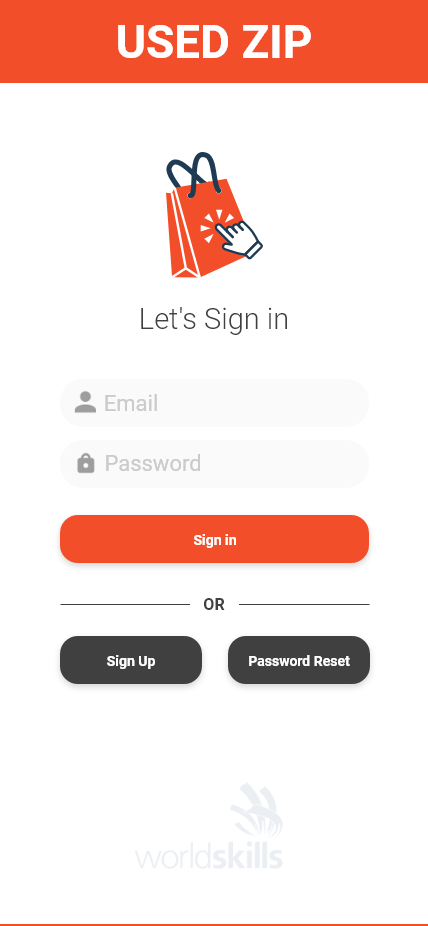 USED ZIP
Let's Sign in
Email
Password
Sign in
OR
Sign Up
Password Reset
worldskills